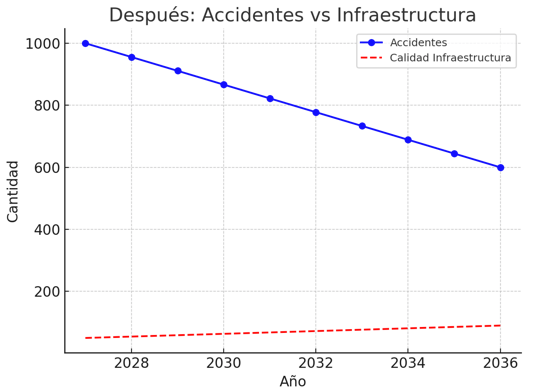 Después: Accidentes vs Infraestructura
Accidentes
Calidad Infraestructura
Cantidad
1000
800
600
400
200
2028
2030
2032
2034
2036
Año